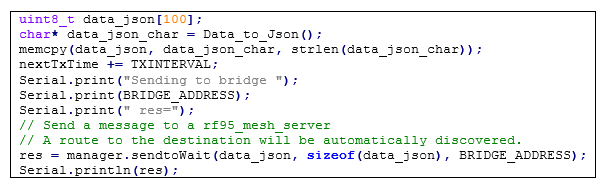 uint8_t data_json[100];
char* data_json_char = Data_to_Json();
memcpy(data_json, data_json_char, strlen(data_json_char));
nextTxTime += TXINTERVAL;
Serial.print("Sending to bridge ");
Serial.print(BRIDGE_ADDRESS);
Serial.print(" res=");
// Send a message to a rf95_mesh_server
// A route to the destination will be automatically discovered.
res = manager.sendtoWait(data_json, sizeof(data_json), BRIDGE_ADDRESS);
Serial.println(res);